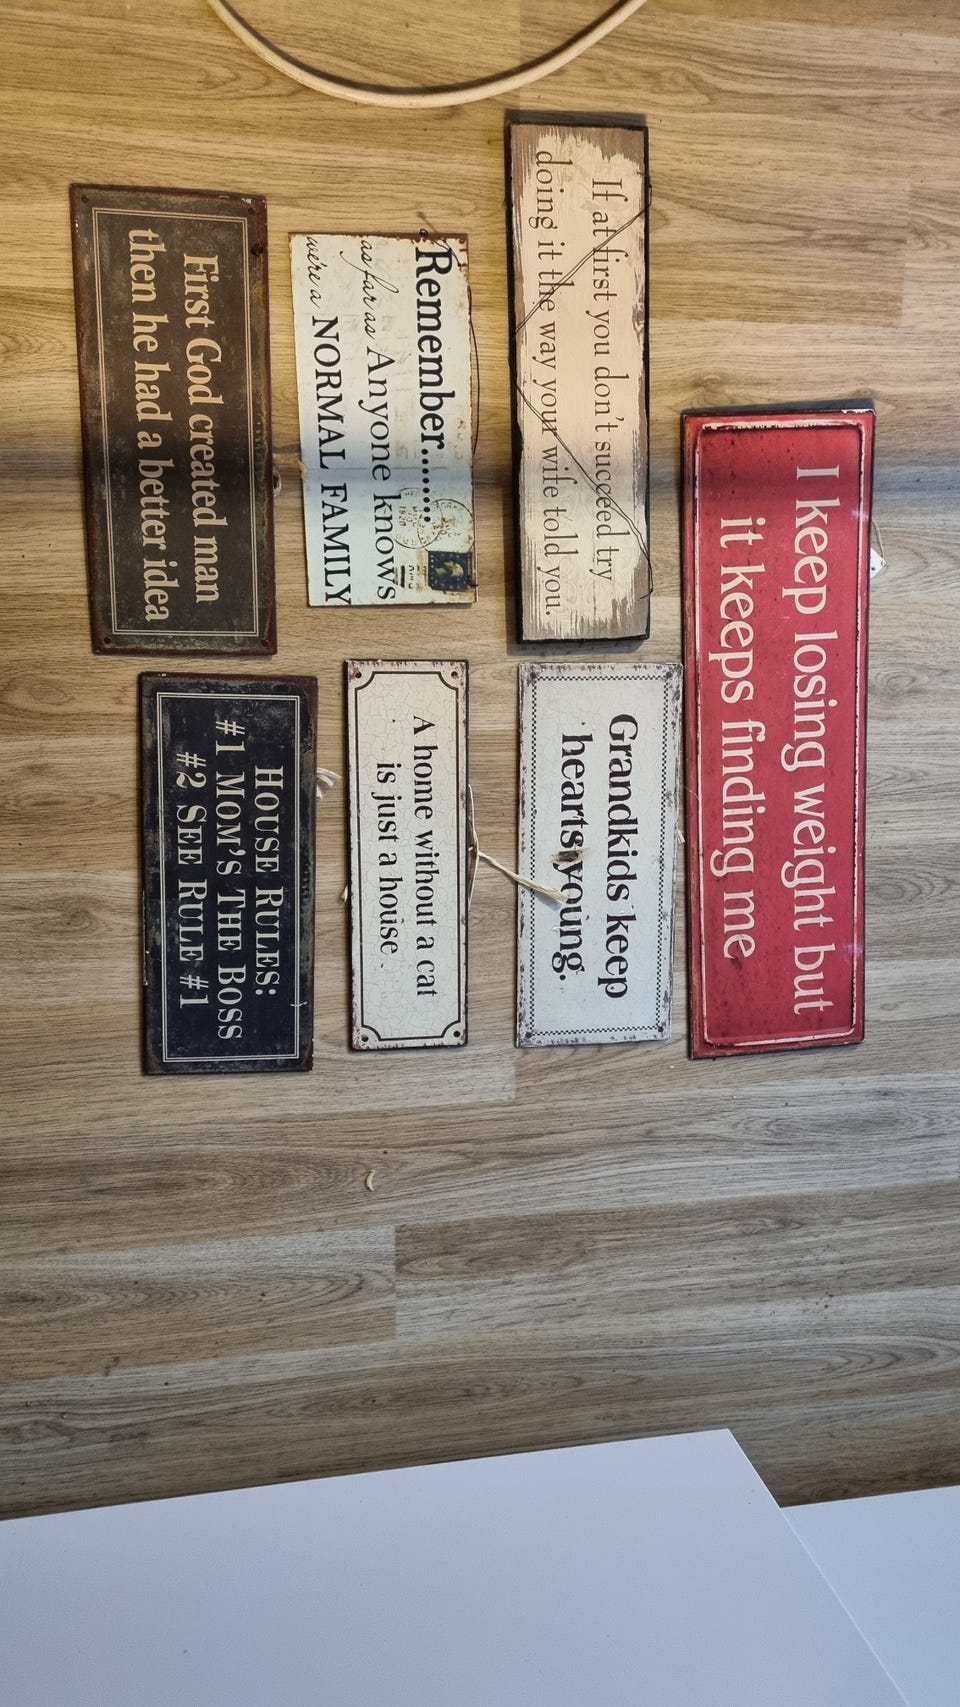 I keep losing weight but
it keeps finding me
If at first you don't succeed try
doing it the way your wife told you.
Grandkids keep
hearts young.
Remember........
as far as Anyone knows
we're a NORMAL FAMILY
A home without a cat
is just a house.
First God created man
then he had a better idea
HOUSE RULES:
#1 MOM'S THE BOSS
#2 SEE RULE #1